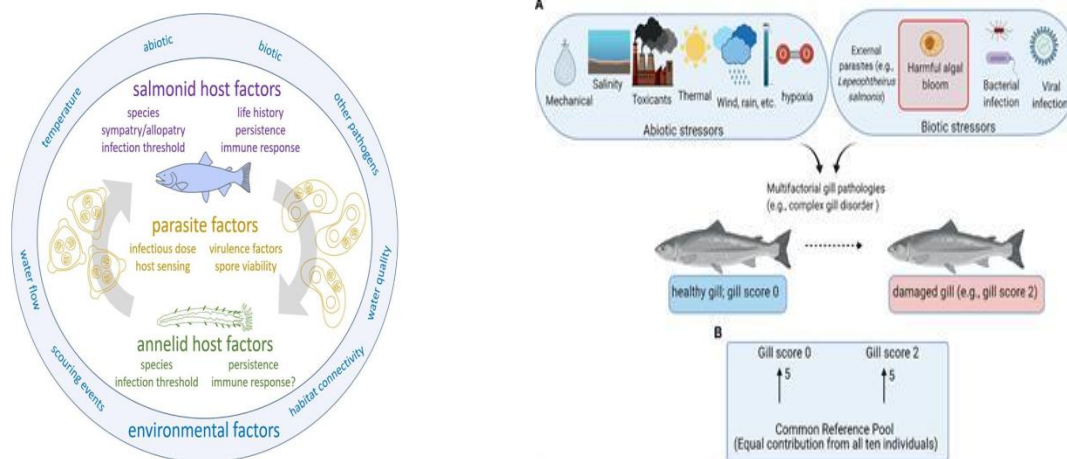 abiotic
biotic
temperature
other pathogens
salmonid host factors
species
sympatry/allopatry
infection threshold
life history
persistence
immune response
parasite factors
infectious dose
host sensing
virulence factors
spore viability
water flow
water quality
annelid host factors
species
infection threshold
persistence
immune response?
scouring events
habitat connectivity
environmental factors
A
Mechanical
Salinity
Toxicants
Thermal
Wind, rain, etc.
hypoxia
Abiotic stressors
External
parasites (e.g.,
Lepeophtheirus
salmonis)
Harmful algal
bloom
Bacterial
infection
Viral
infection
Biotic stressors
Multifactorial gill pathologies
(e.g., complex gill disorder )
healthy gill; gill score 0
damaged gill (e.g., gill score 2)
B
Gill score 0
Gill score 2
5
5
Common Reference Pool
(Equal contribution from all ten individuals)